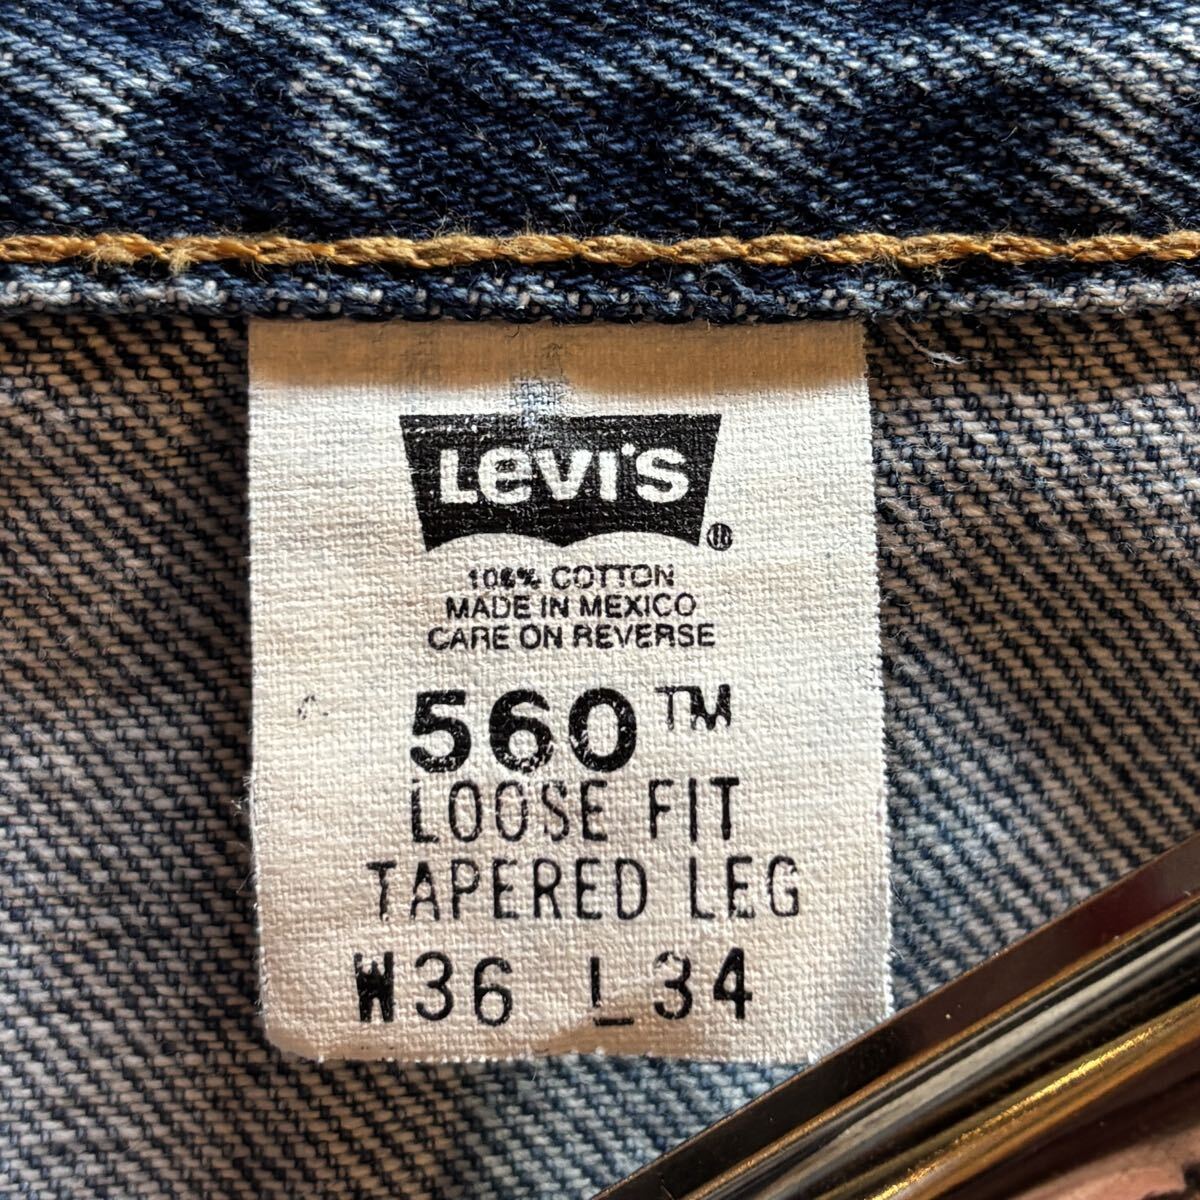 Levi's ®
100% COTTON
MADE IN MEXICO
CARE ON REVERSE
560™
LOOSE FIT
TAPERED LEG
W36 L34